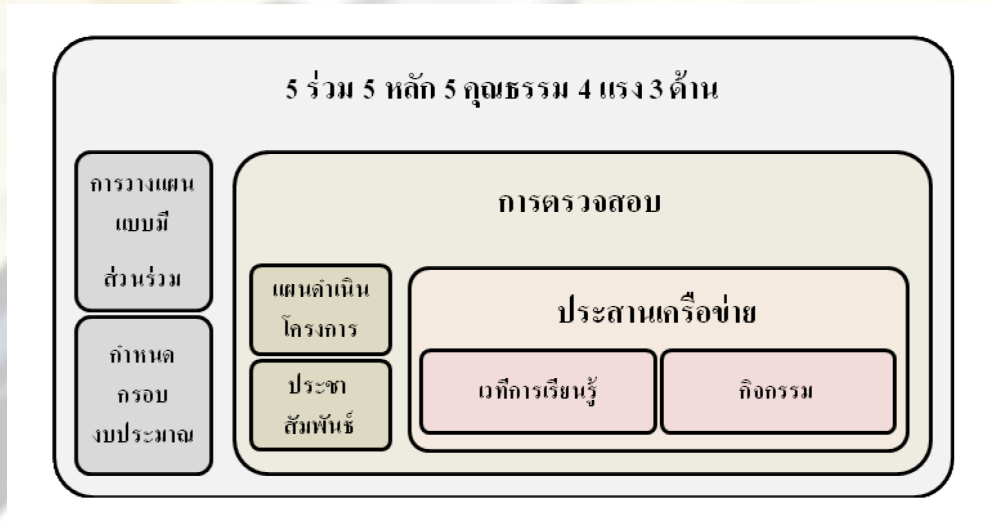 5 ร่วม 5 หลัก 5 คุณธรรม 4 แรง 3 ด้าน
การวางแผน
แบบมี
ส่วนร่วม
กำหนด
กรอบ
งบประมาณ
การตรวจสอบ
แผนดำเนิน
โครงการ
ประชา
สัมพันธ์
ประสานเครือข่าย
เวทีการเรียนรู้
กิจกรรม